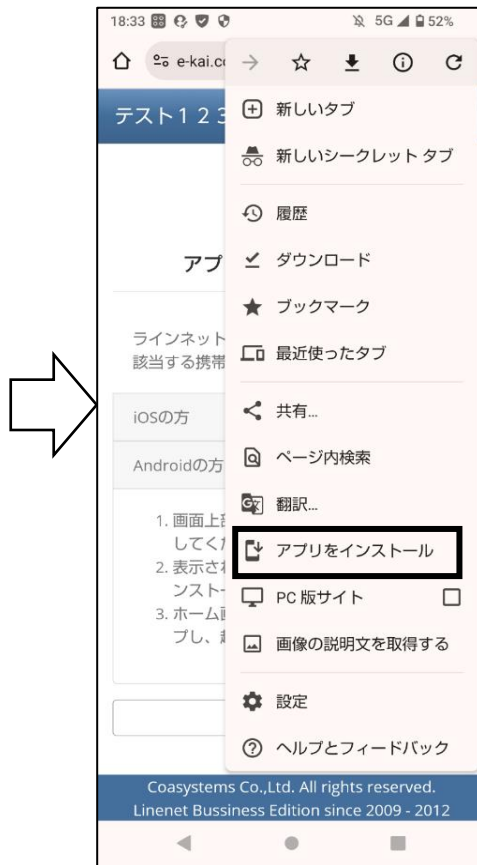 18:33 5G 52%
e-kai.co
テスト123
新しいタブ
新しいシークレット タブ
履歴
アプ
ダウンロード
ブックマーク
ラインネット
最近使ったタブ
該当する携帯
共有...
iOSの方
ページ内検索
Androidの方
翻訳...
1. 画面上部
してくだ
アプリをインストール
2. 表示され
ンストー
PC 版サイト
3. ホーム画
プし、
画像の説明文を取得する
設定
ヘルプとフィードバック
Coasystems Co.,Ltd. All rights reserved.
Linenet Bussiness Edition since 2009 - 2012